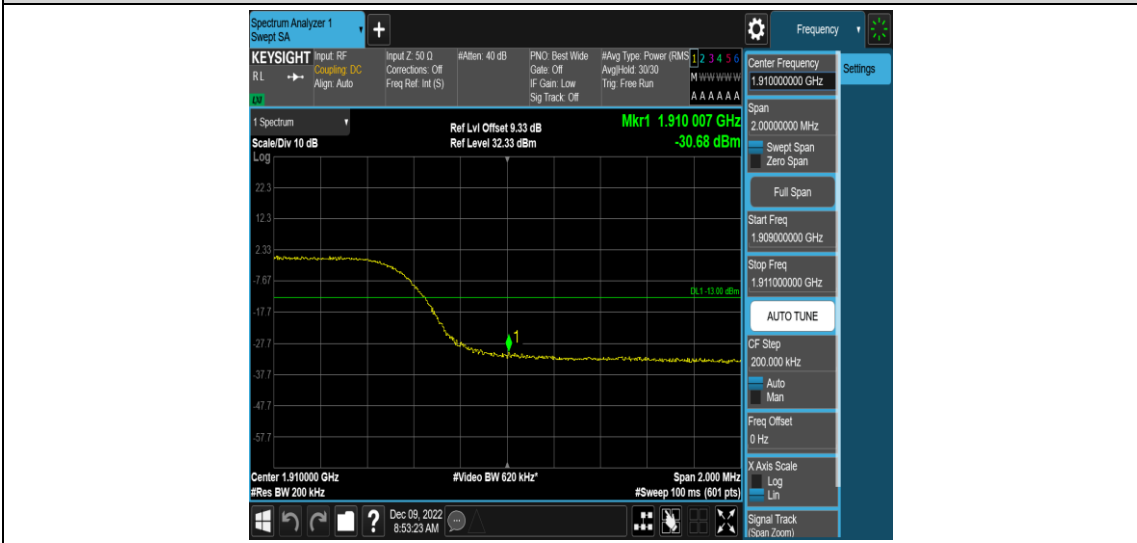 Spectrum Analyzer 1
Swept SA
+
Frequency
KEYSIGHT
RL
Input: RF
Coupling: DC
Align: Auto
Input Z: 50 Ω
Corrections: Off
Freq Ref: Int (S)
#Atten: 40 dB
PNO: Best Wide
Gate: Off
IF Gain: Low
Sig Track: Off
#Avg Type: Power (RMS
Avg|Hold: 30/30
Trig: Free Run
1 2 3 4 5 6
M W W W W W
A A A A A A
1 Spectrum
Scale/Div 10 dB
Log
Ref Lvl Offset 9.33 dB
Ref Level 32.33 dBm
Mkr1 1.910 007 GHz
-30.68 dBm
22.3
12.3
2.33
-7.67
DL1 -13.00 dBm
-17.7
-27.7
1
-37.7
-47.7
-57.7
Center 1.910000 GHz
#Res BW 200 kHz
#Video BW 620 kHz*
Span 2.000 MHz
#Sweep 100 ms (601 pts)
Center Frequency
1.910000000 GHz
Settings
Span
2.00000000 MHz
Swept Span
Zero Span
Full Span
Start Freq
1.909000000 GHz
Stop Freq
1.911000000 GHz
AUTO TUNE
CF Step
200.000 kHz
Auto
Man
Freq Offset
0 Hz
X Axis Scale
Log
Lin
Signal Track
(Span Zoom)
?
Dec 09, 2022
8:53:23 AM